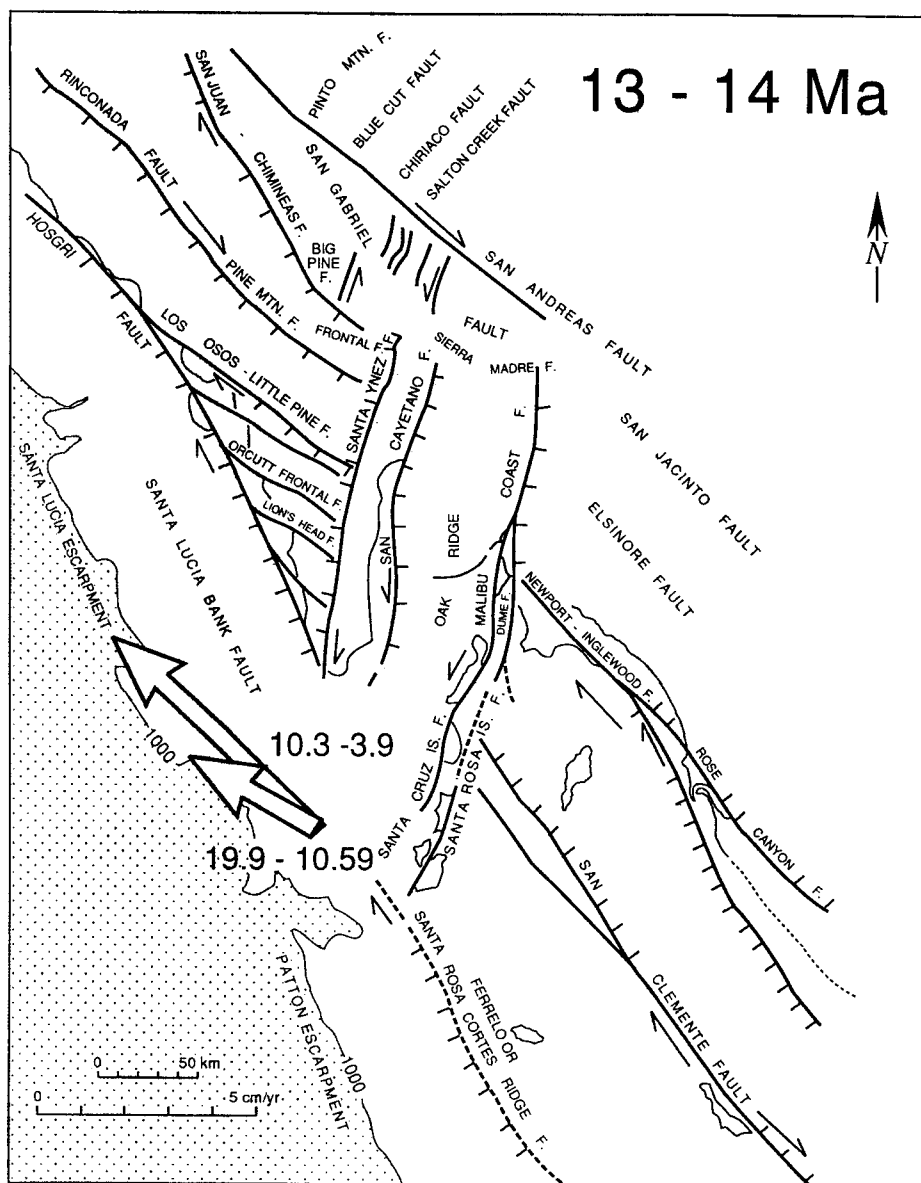 13 - 14 Ma
PINTO MTN. F.
BLUE CUT FAULT
CHIRIACO FAULT
SALTON CREEK FAULT
RINCONADA FAULT
SAN JUAN CHIMINEAS F.
SAN GABRIEL FAULT
BIG PINE F.
N
HOSGRI FAULT
PINE MTN. F.
FRONTAL F.
SAN ANDREAS FAULT
SIERRA MADRE F.
LOS OSOS - LITTLE PINE F.
SANTA YNEZ F.
SAN CAYETANO F.
ORCUTT FRONTAL F.
LION'S HEAD F.
SAN JACINTO FAULT
ELSINORE FAULT
SANTA LUCIA ESCARPMENT
SANTA LUCIA BANK FAULT
OAK RIDGE
MALIBU COAST F.
DUME F.
NEWPORT - INGLEWOOD F.
ROSE CANYON F.
1000
10.3 -3.9
19.9 - 10.59
SANTA CRUZ IS. F.
SANTA ROSA IS. F.
SAN CLEMENTE FAULT
SANTA ROSA CORTES RIDGE F.
FERRELO OR
PATTON ESCARPMENT
1000
0 50 km
0 5 cm/yr